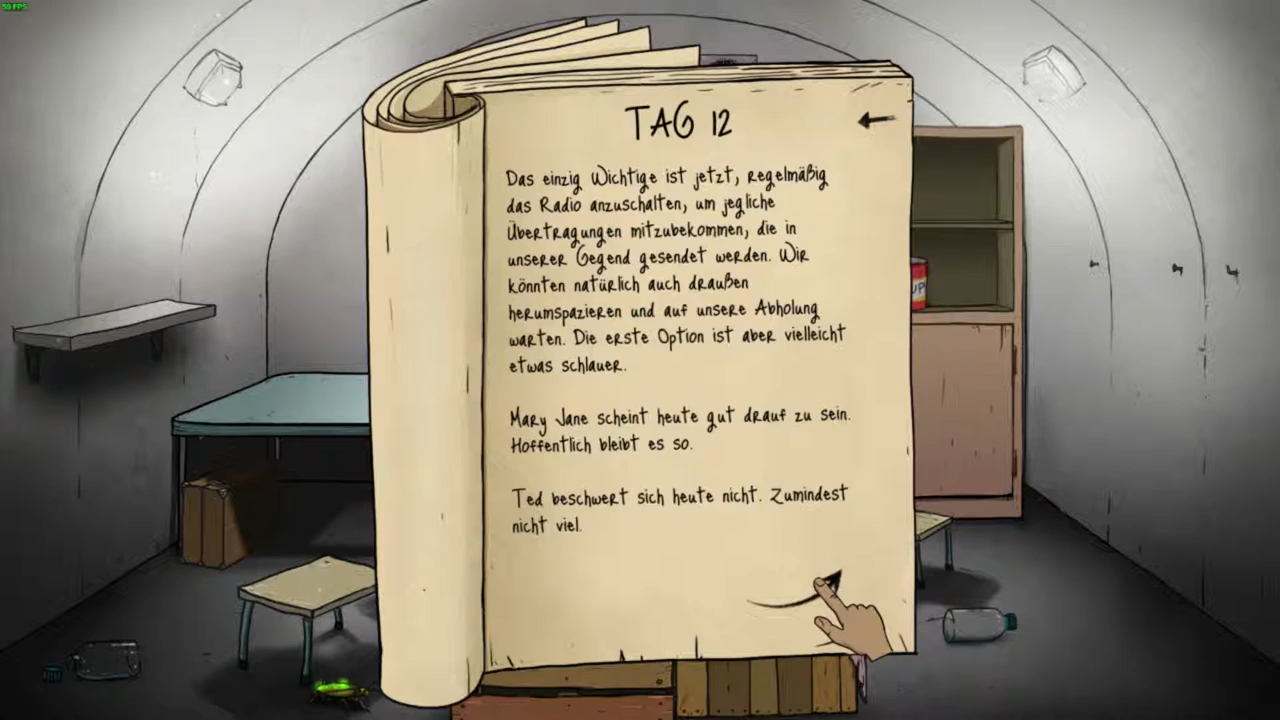 59 FPS
TAG 12
Das einzig Wichtige ist jetzt, regelmäßig
das Radio anzuschalten, um jegliche
Übertragungen mitzubekommen, die in
unserer Gegend gesendet werden. Wir
könnten natürlich auch draußen
herumspazieren und auf unsere Abholung
warten. Die erste Option ist aber vielleicht
etwas schlauer.
Mary Jane scheint heute gut drauf zu sein.
Hoffentlich bleibt es so.
Ted beschwert sich heute nicht. Zumindest
nicht viel.
UP